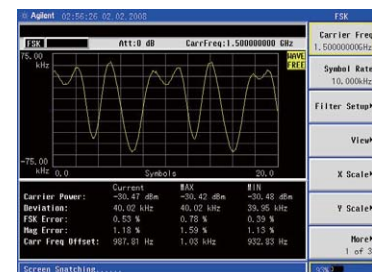 Agilent 02:56:26 02.02.2008 FSK
FSK Att:0 dB CarrFreq:1.500000000 GHz
75.00
kHz
WAVE
FREE
-75.00
kHz 0.0 Symbols 20.0
Current MAX MIN
Carrier Power: -30.47 dBm -30.42 dBm -30.48 dBm
Deviation: 40.02 kHz 40.02 kHz 39.95 kHz
FSK Error: 0.53 % 0.78 % 0.39 %
Mag Error: 1.18 % 1.59 % 1.13 %
Carr Freq Offset: 987.81 Hz 1.03 kHz 932.83 Hz
Screen Snatching......
Carrier Freq
1.50000000GHz
Symbol Rate
10.000kHz
Filter Setup
View
X Scale
Y Scale
More
1 of 3
93%